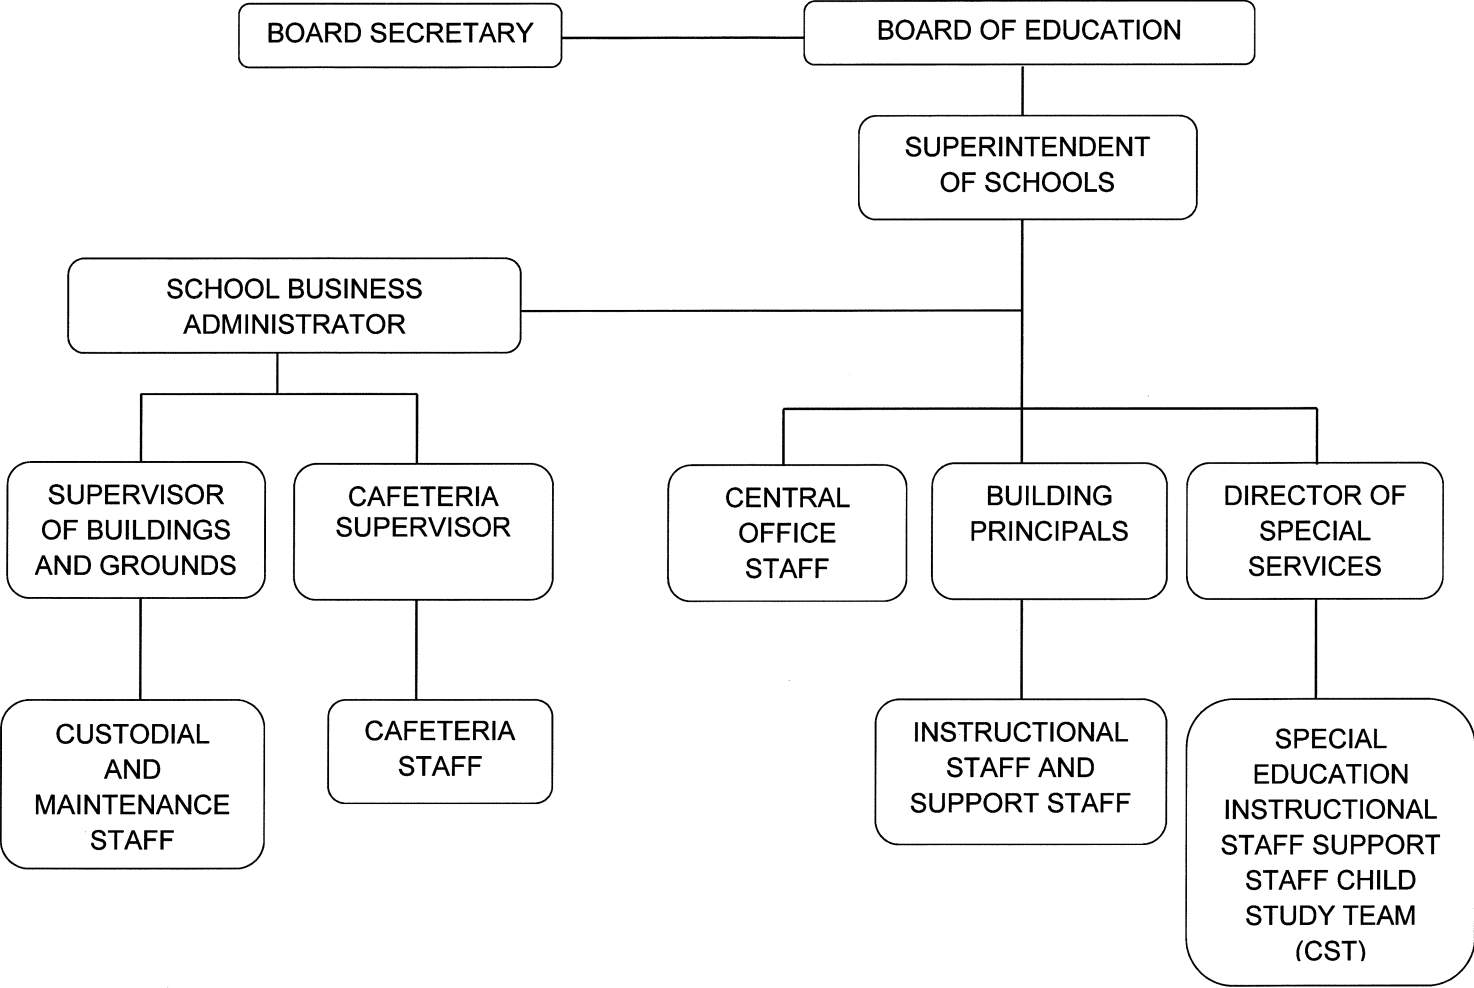 BOARD SECRETARY
BOARD OF EDUCATION
SUPERINTENDENT
OF SCHOOLS
SCHOOL BUSINESS
ADMINISTRATOR
SUPERVISOR
OF BUILDINGS
AND GROUNDS
CAFETERIA
SUPERVISOR
CENTRAL
OFFICE
STAFF
BUILDING
PRINCIPALS
DIRECTOR OF
SPECIAL
SERVICES
CUSTODIAL
AND
MAINTENANCE
STAFF
CAFETERIA
STAFF
INSTRUCTIONAL
STAFF AND
SUPPORT STAFF
SPECIAL
EDUCATION
INSTRUCTIONAL
STAFF SUPPORT
STAFF CHILD
STUDY TEAM
(CST)